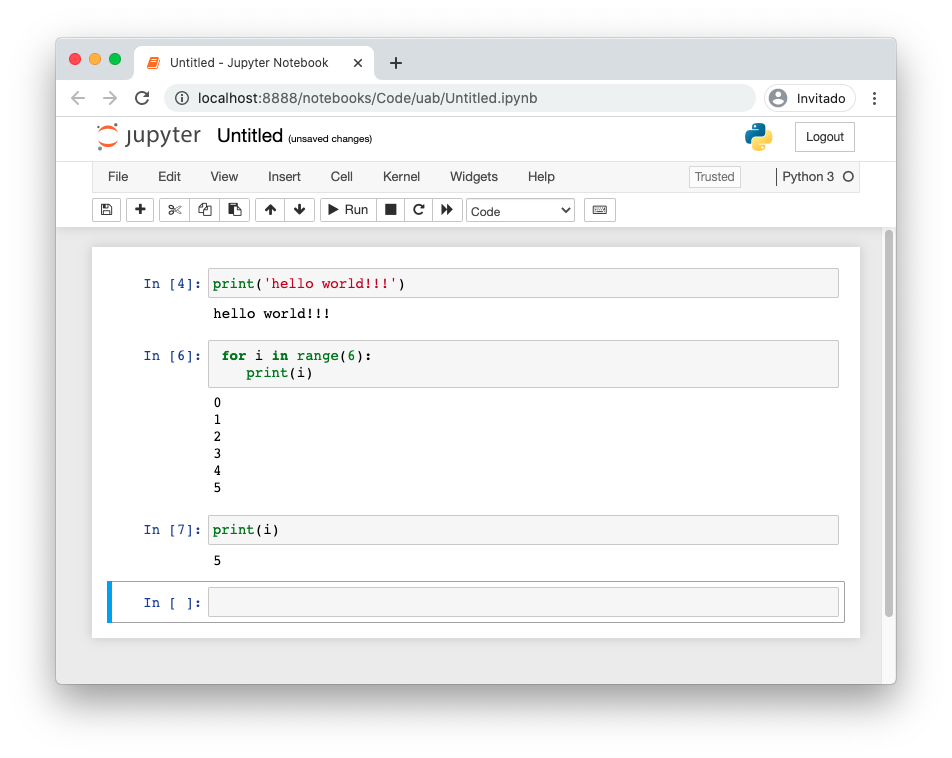 Untitled - Jupyter Notebook
localhost:8888/notebooks/Code/uab/Untitled.ipynb
Invitado
jupyter Untitled (unsaved changes)
Logout
File Edit View Insert Cell Kernel Widgets Help Trusted Python 3
Run Code
In [4]: print('hello world!!!')
hello world!!!
In [6]: for i in range(6):
print(i)
0
1
2
3
4
5
In [7]: print(i)
5
In [ ]: